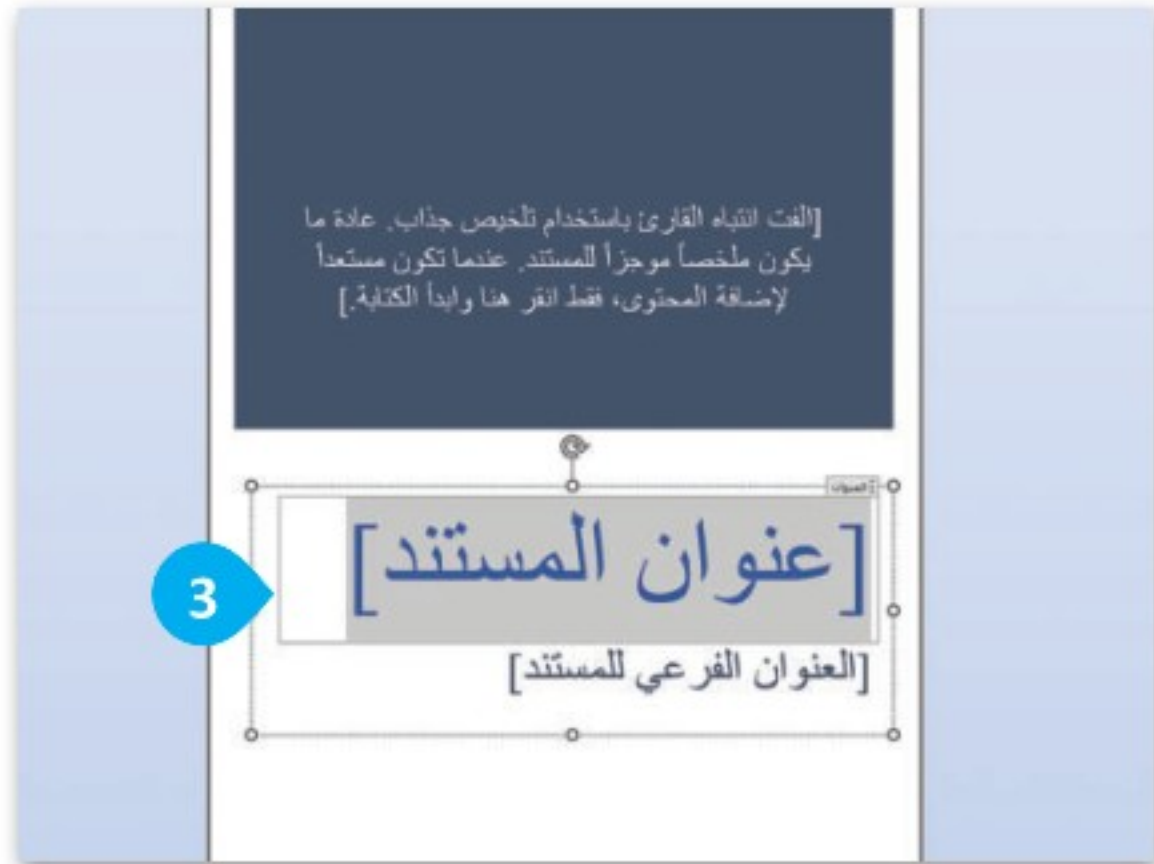 [الفت انتباه القارئ باستخدام تلخيص جذاب. عادة ما
يكون ملخصاً موجزاً للمستند. عندما تكون مستعداً
لإضافة المحتوى، فقط انقر هنا وابدأ الكتابة.]
العنوان
[عنوان المستند]
3
[العنوان الفرعي للمستند]